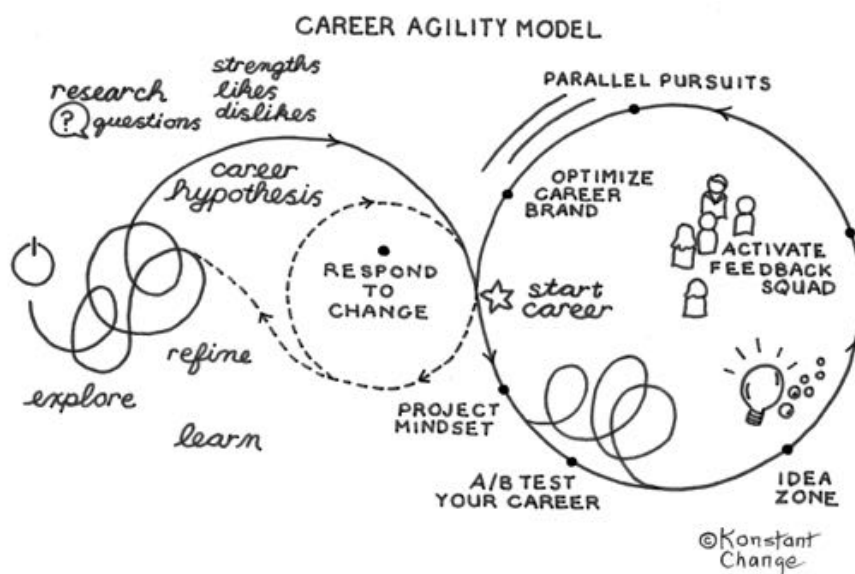 CAREER AGILITY MODEL
research
? questions
strengths
likes
dislikes
career
hypothesis
explore
refine
learn
RESPOND
TO
CHANGE
start
career
PARALLEL PURSUITS
OPTIMIZE
CAREER
BRAND
ACTIVATE
FEEDBACK
SQUAD
PROJECT
MINDSET
A/B TEST
YOUR CAREER
IDEA
ZONE
©Konstant
Change